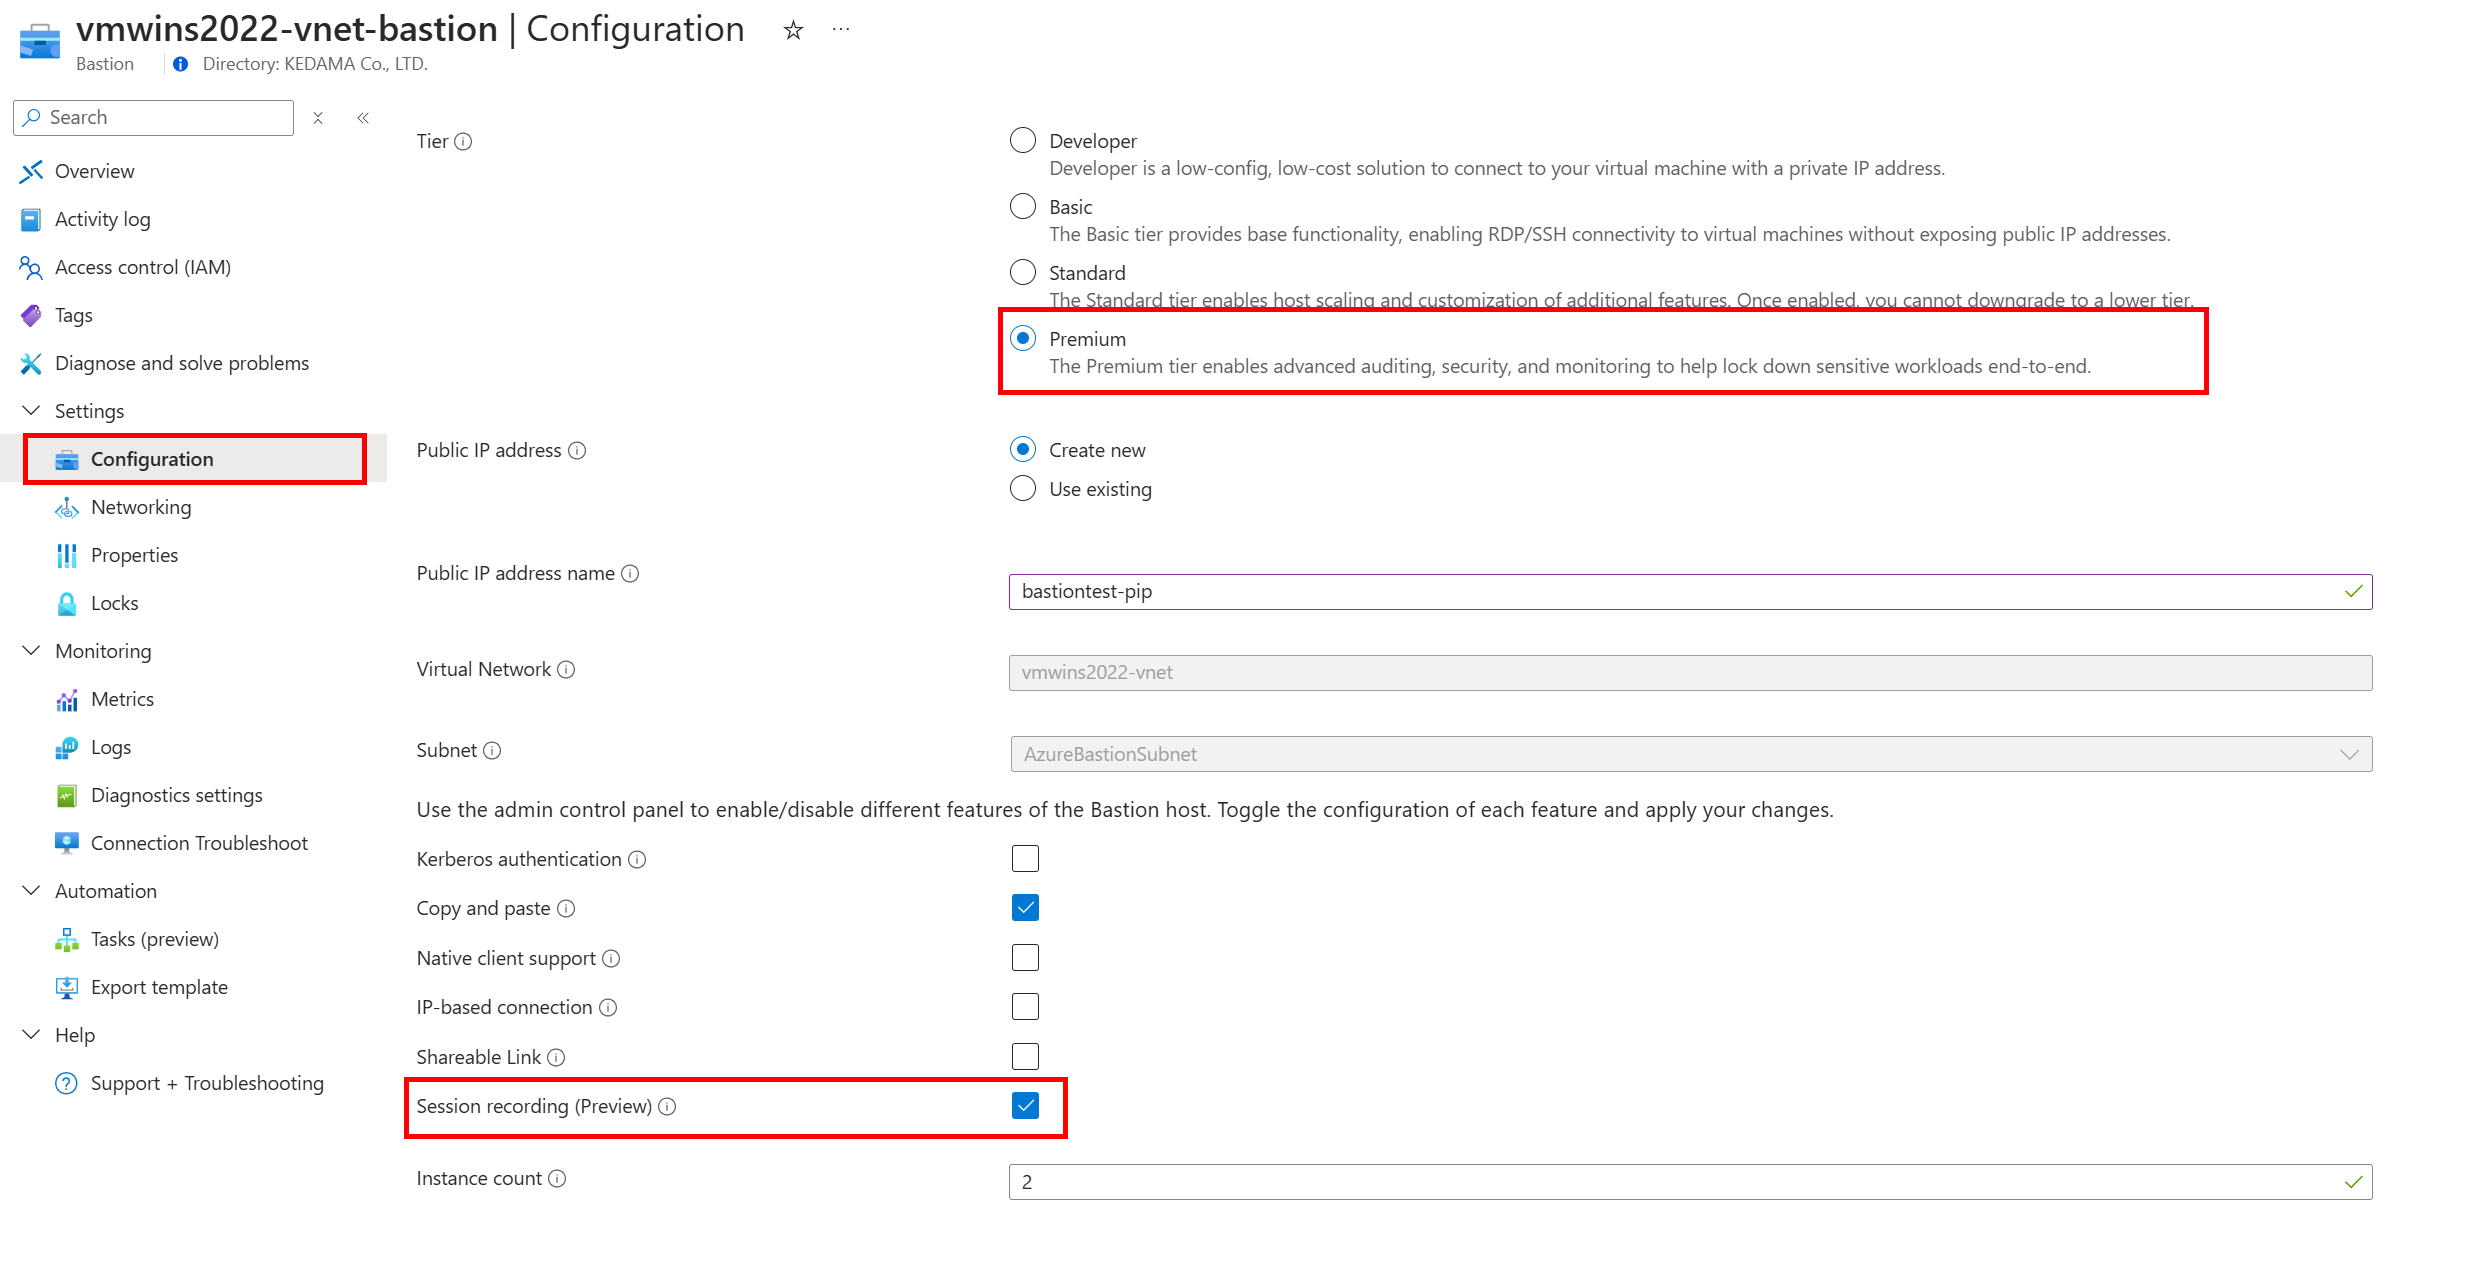 vmwins2022-vnet-bastion | Configuration
Bastion
Directory: KEDAMA Co., LTD.
Search
Overview
Activity log
Access control (IAM)
Tags
Diagnose and solve problems
Settings
Configuration
Networking
Properties
Locks
Monitoring
Metrics
Logs
Diagnostics settings
Connection Troubleshoot
Automation
Tasks (preview)
Export template
Help
Support + Troubleshooting
Tier
Developer
Developer is a low-config, low-cost solution to connect to your virtual machine with a private IP address.
Basic
The Basic tier provides base functionality, enabling RDP/SSH connectivity to virtual machines without exposing public IP addresses.
Standard
The Standard tier enables host scaling and customization of additional features. Once enabled, you cannot downgrade to a lower tier.
Premium
The Premium tier enables advanced auditing, security, and monitoring to help lock down sensitive workloads end-to-end.
Public IP address
Create new
Use existing
Public IP address name
bastiontest-pip
Virtual Network
vmwins2022-vnet
Subnet
AzureBastionSubnet
Use the admin control panel to enable/disable different features of the Bastion host. Toggle the configuration of each feature and apply your changes.
Kerberos authentication
Copy and paste
Native client support
IP-based connection
Shareable Link
Session recording (Preview)
Instance count
2